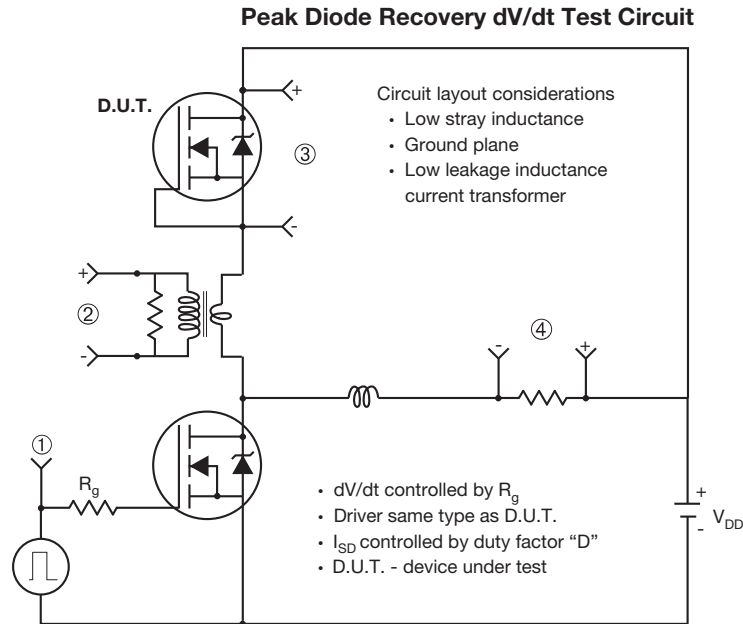 Peak Diode Recovery dV/dt Test Circuit
D.U.T.
+
Circuit layout considerations
• Low stray inductance
• Ground plane
• Low leakage inductance
current transformer
③
-
+
②
-
④
- +
①
Rg
• dV/dt controlled by Rg
• Driver same type as D.U.T.
• ISD controlled by duty factor “D”
• D.U.T. - device under test
+
VDD
-